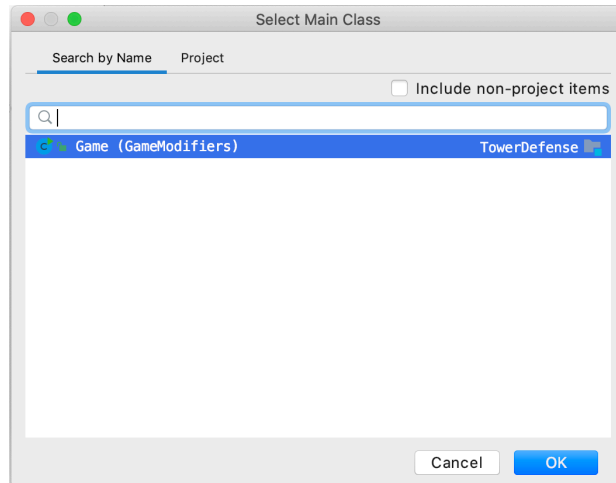 Select Main Class
Search by Name Project
Include non-project items
Game (GameModifiers) TowerDefense
Cancel OK